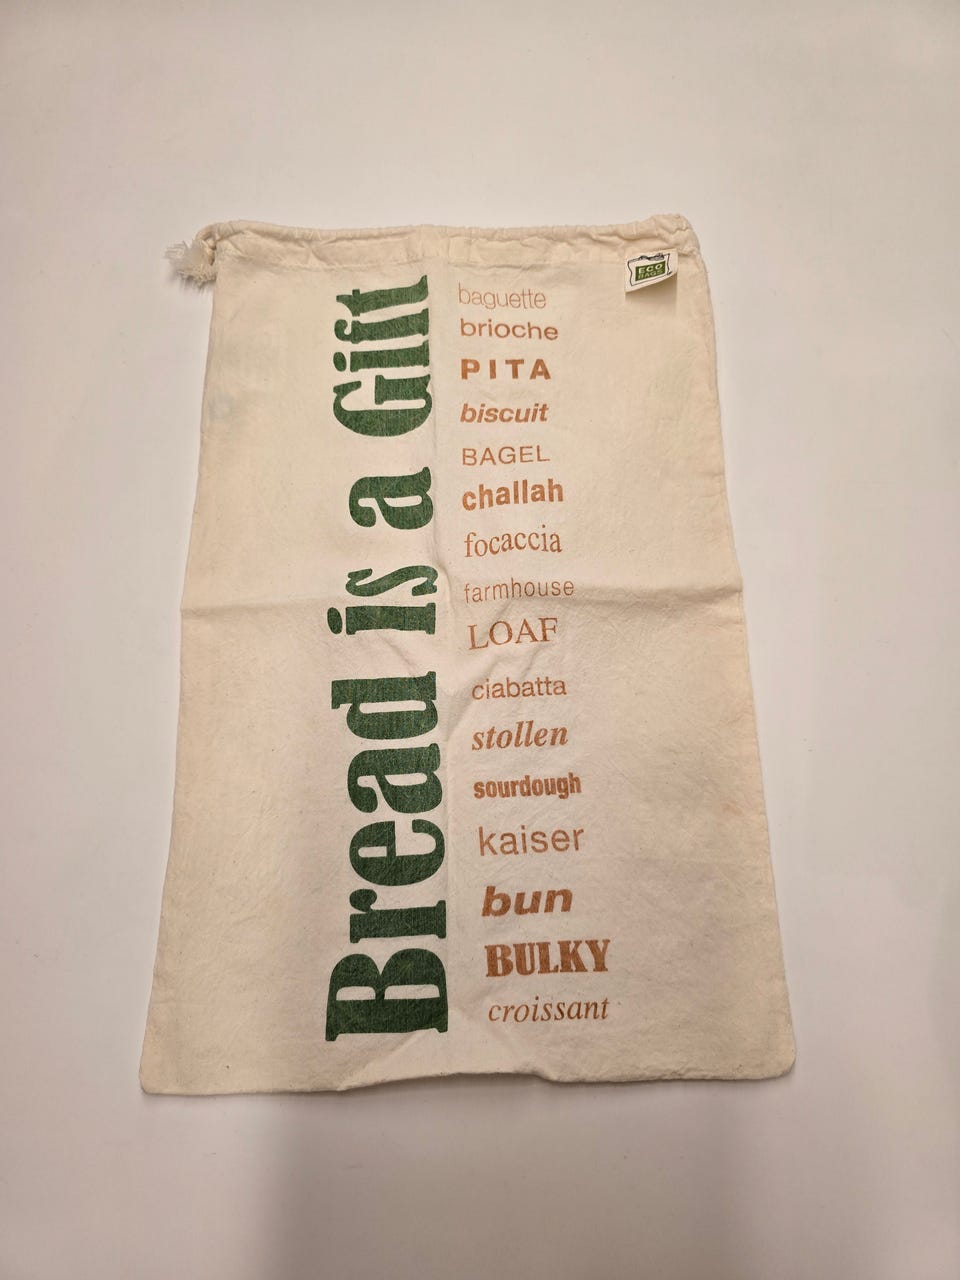 Bread is a Gift
baguette
brioche
PITA
biscuit
BAGEL
challah
focaccia
farmhouse
LOAF
ciabatta
stollen
sourdough
kaiser
bun
BULKY
croissant
ECO
BAGS